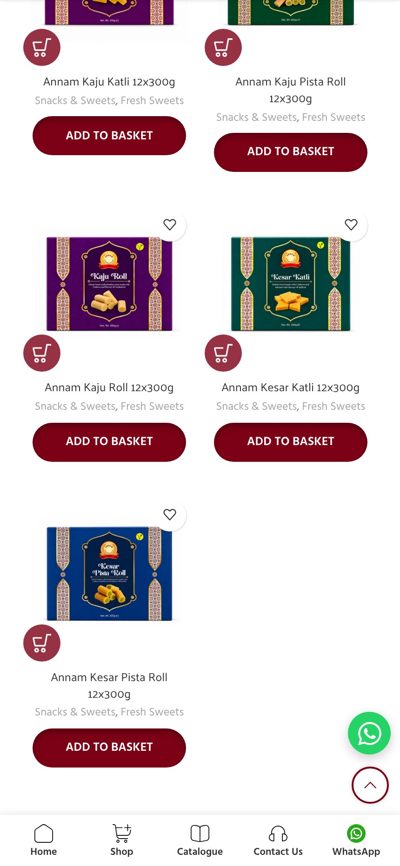 Annam Kaju Katli 12x300g
Snacks & Sweets, Fresh Sweets
ADD TO BASKET
Annam Kaju Pista Roll
12x300g
Snacks & Sweets, Fresh Sweets
ADD TO BASKET
Kaju Roll
Annam Kaju Roll 12x300g
Snacks & Sweets, Fresh Sweets
ADD TO BASKET
Kesar Katli
Annam Kesar Katli 12x300g
Snacks & Sweets, Fresh Sweets
ADD TO BASKET
Kesar
Pista Roll
Annam Kesar Pista Roll
12x300g
Snacks & Sweets, Fresh Sweets
ADD TO BASKET
Home
Shop
Catalogue
Contact Us
WhatsApp